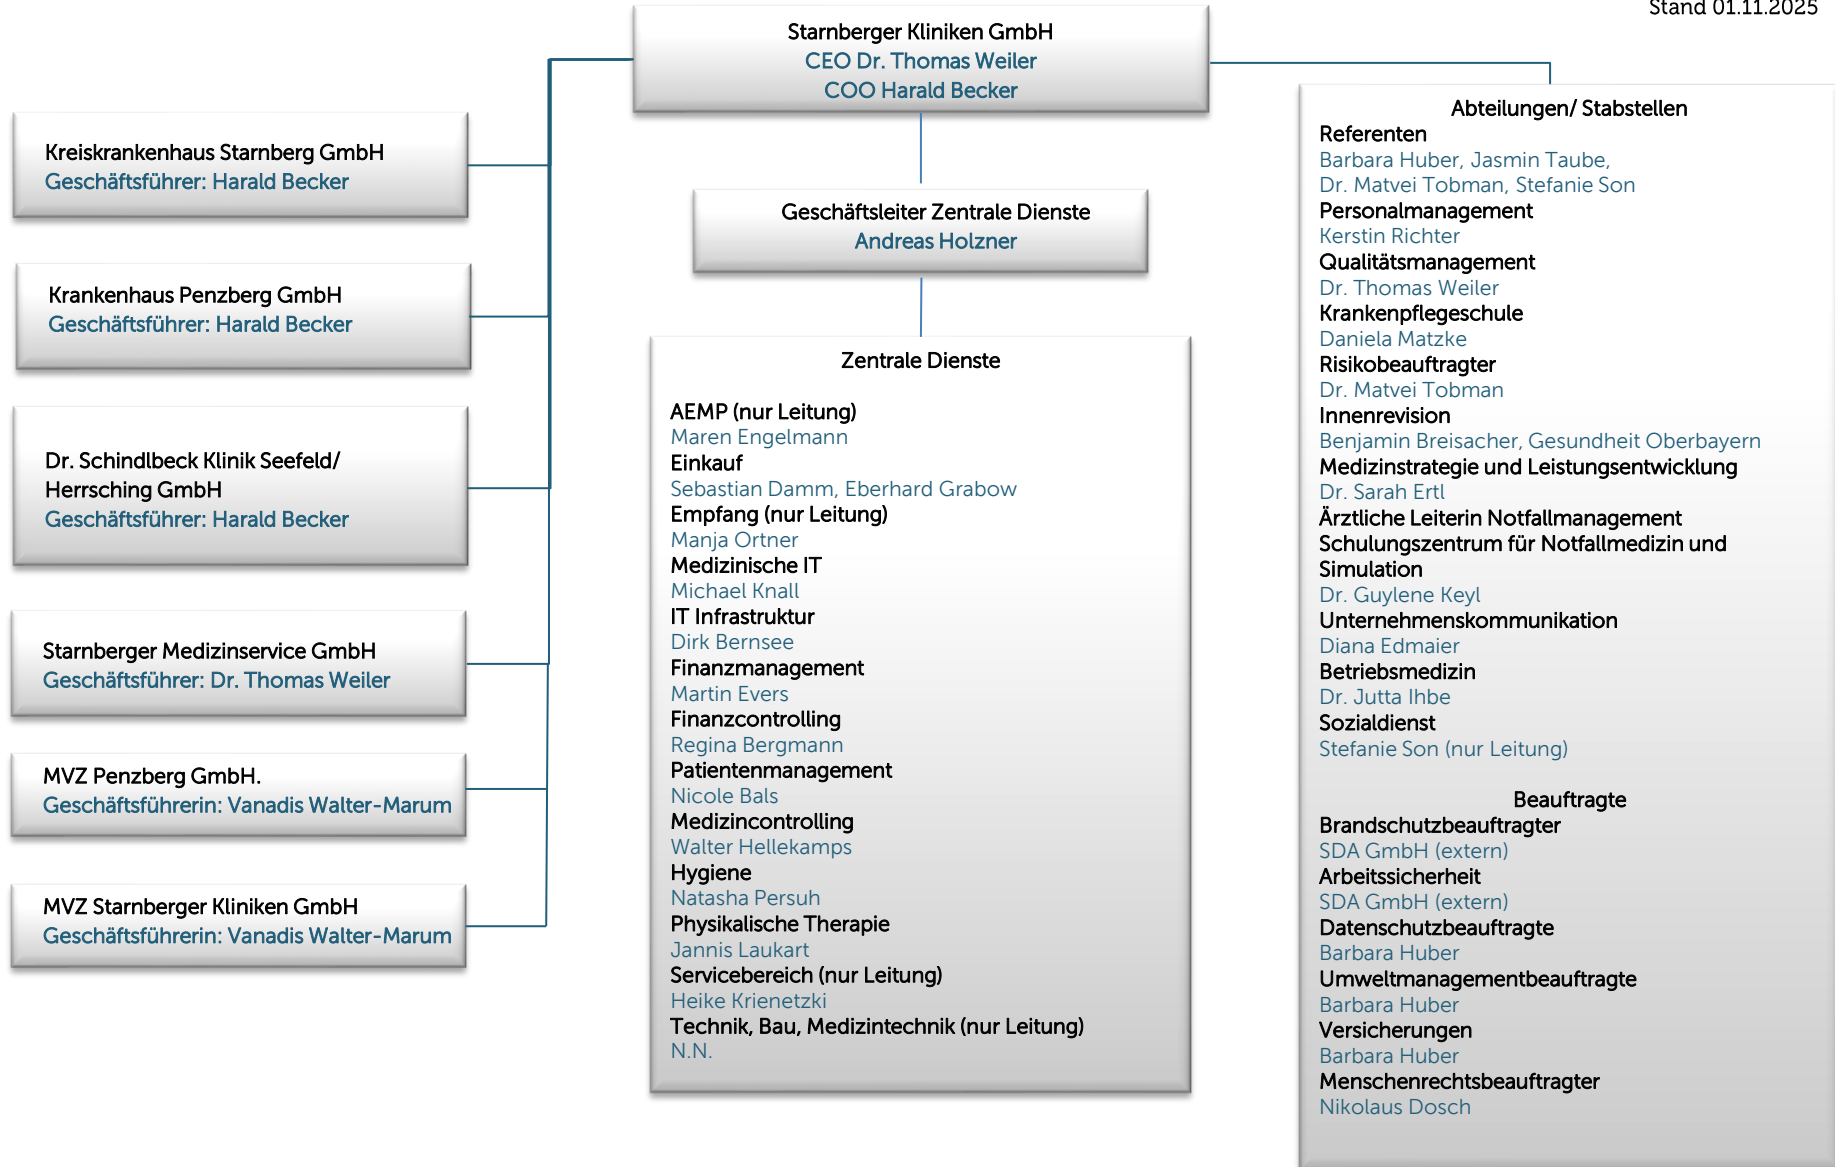 Stand 01.11.2025
Starnberger Kliniken GmbH
CEO Dr. Thomas Weiler
COO Harald Becker
Kreiskrankenhaus Starnberg GmbH
Geschäftsführer: Harald Becker
Krankenhaus Penzberg GmbH
Geschäftsführer: Harald Becker
Dr. Schindlbeck Klinik Seefeld/
Herrsching GmbH
Geschäftsführer: Harald Becker
Starnberger Medizinservice GmbH
Geschäftsführer: Dr. Thomas Weiler
MVZ Penzberg GmbH.
Geschäftsführerin: Vanadis Walter-Marum
MVZ Starnberger Kliniken GmbH
Geschäftsführerin: Vanadis Walter-Marum
Geschäftsleiter Zentrale Dienste
Andreas Holzner
Zentrale Dienste
AEMP (nur Leitung)
Maren Engelmann
Einkauf
Sebastian Damm, Eberhard Grabow
Empfang (nur Leitung)
Manja Ortner
Medizinische IT
Michael Knall
IT Infrastruktur
Dirk Bernsee
Finanzmanagement
Martin Evers
Finanzcontrolling
Regina Bergmann
Patientenmanagement
Nicole Bals
Medizincontrolling
Walter Hellekamps
Hygiene
Natasha Persuh
Physikalische Therapie
Jannis Laukart
Servicebereich (nur Leitung)
Heike Krienetzki
Technik, Bau, Medizintechnik (nur Leitung)
N.N.
Abteilungen/ Stabstellen
Referenten
Barbara Huber, Jasmin Taube,
Dr. Matvei Tobman, Stefanie Son
Personalmanagement
Kerstin Richter
Qualitätsmanagement
Dr. Thomas Weiler
Krankenpflegeschule
Daniela Matzke
Risikobeauftragter
Dr. Matvei Tobman
Innenrevision
Benjamin Breisacher, Gesundheit Oberbayern
Medizinstrategie und Leistungsentwicklung
Dr. Sarah Ertl
Ärztliche Leiterin Notfallmanagement
Schulungszentrum für Notfallmedizin und
Simulation
Dr. Guylene Keyl
Unternehmenskommunikation
Diana Edmaier
Betriebsmedizin
Dr. Jutta Ihbe
Sozialdienst
Stefanie Son (nur Leitung)
Beauftragte
Brandschutzbeauftragter
SDA GmbH (extern)
Arbeitssicherheit
SDA GmbH (extern)
Datenschutzbeauftragte
Barbara Huber
Umweltmanagementbeauftragte
Barbara Huber
Versicherungen
Barbara Huber
Menschenrechtsbeauftragter
Nikolaus Dosch